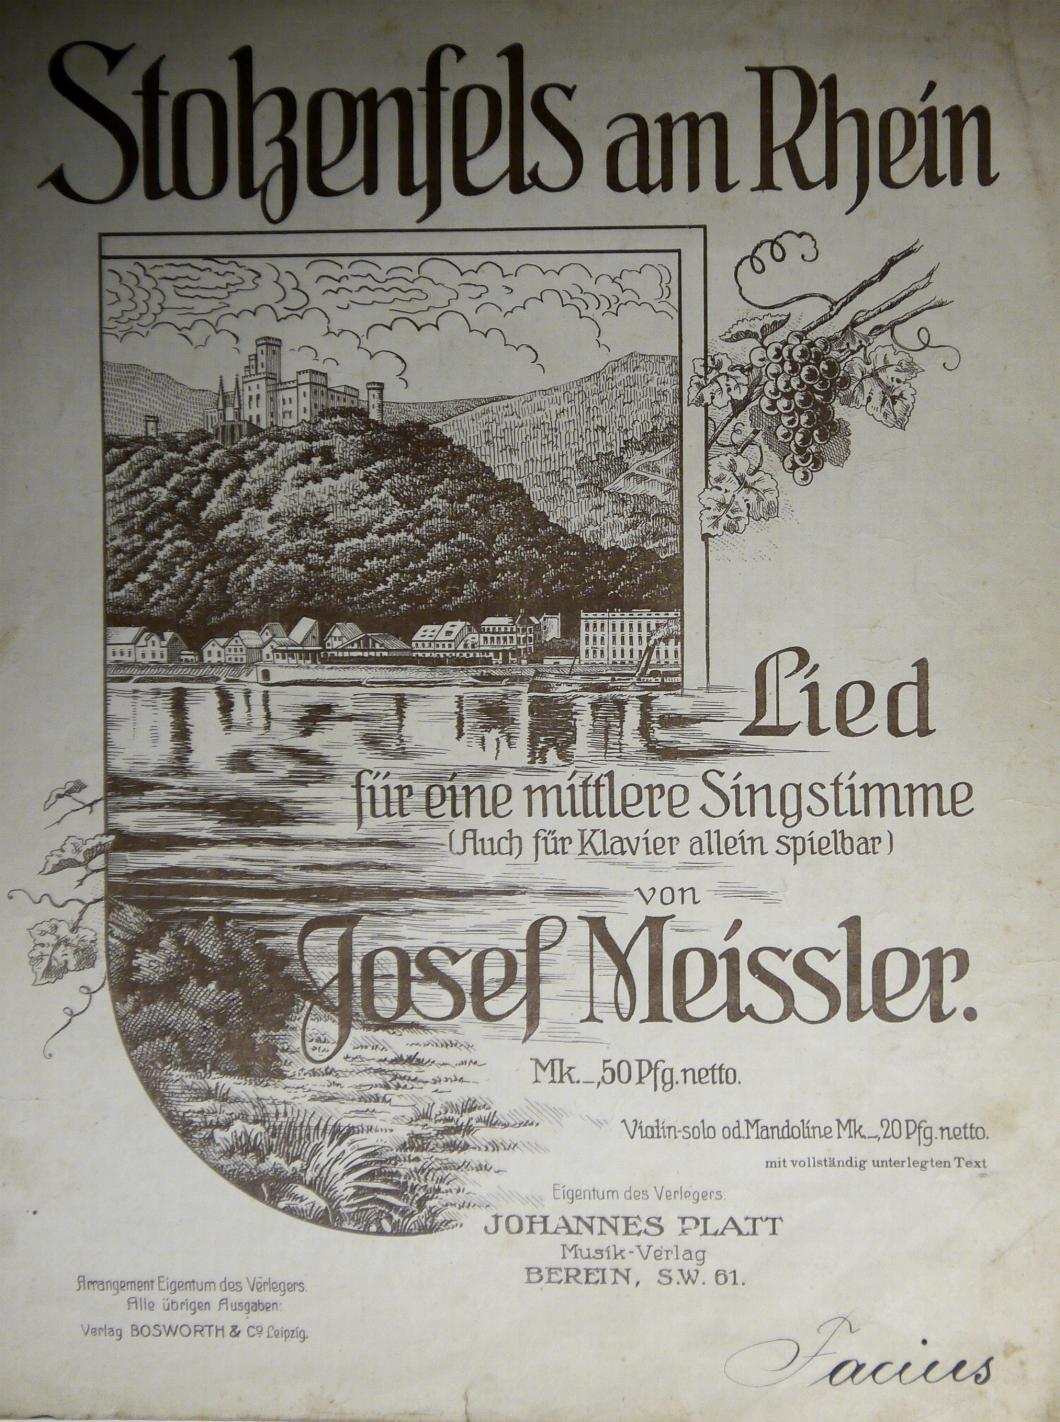 Stolzenfels am Rhein
Lied
für eine mittlere Singstimme
(Auch für Klavier allein spielbar)
von
Josef Meissler.
Mk._,50 Pfg. netto.
Violin-solo od. Mandoline Mk._,20 Pfg. netto.
mit vollständig unterlegten Text
Eigentum des Verlegers.
JOHANNES PLATT
Musik-Verlag
BEREIN, S.W. 61.
Arrangement Eigentum des Verlegers.
Alle übrigen Ausgaben:
Verlag BOSWORTH & Co Leipzig.
Facius